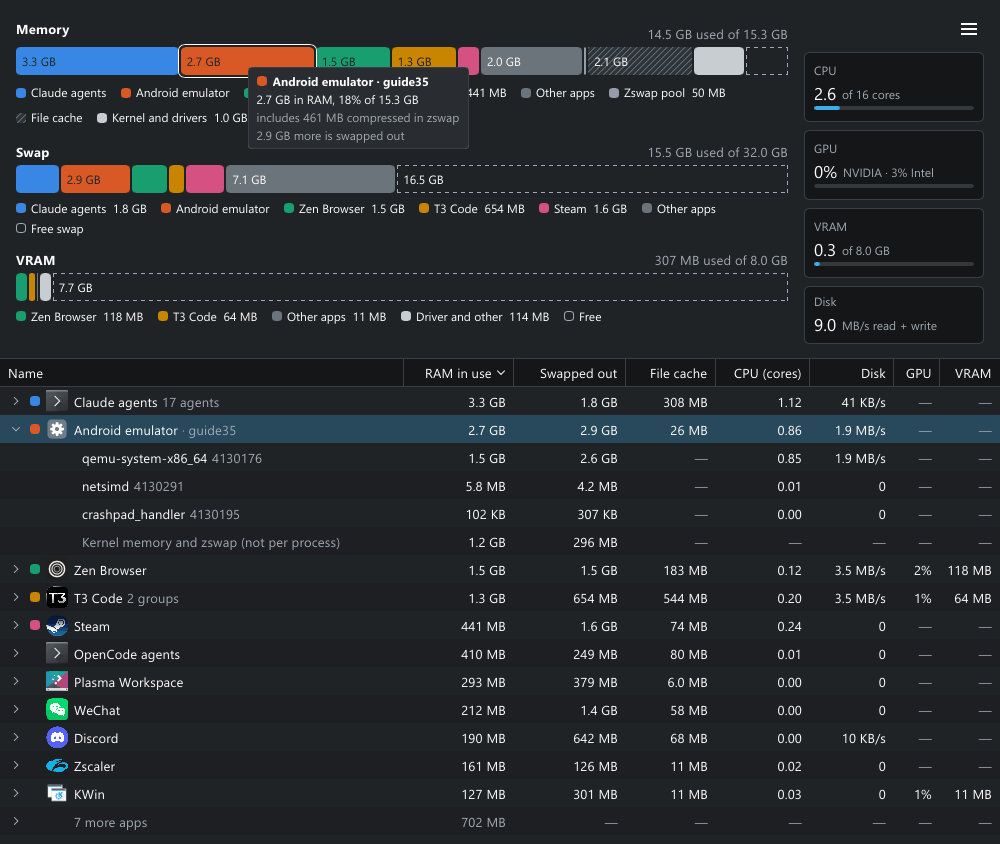 Memory
14.5 GB used of 15.3 GB
3.3 GB 2.7 GB 1.5 GB 1.3 GB 2.0 GB 2.1 GB
Claude agents Android emulator 441 MB Other apps Zswap pool 50 MB
File cache Kernel and drivers 1.0 GB
Android emulator · guide35
2.7 GB in RAM, 18% of 15.3 GB
includes 461 MB compressed in zswap
2.9 GB more is swapped out
Swap
15.5 GB used of 32.0 GB
2.9 GB 7.1 GB 16.5 GB
Claude agents 1.8 GB Android emulator Zen Browser 1.5 GB T3 Code 654 MB Steam 1.6 GB Other apps
Free swap
VRAM
307 MB used of 8.0 GB
7.7 GB
Zen Browser 118 MB T3 Code 64 MB Other apps 11 MB Driver and other 114 MB Free
CPU
2.6 of 16 cores
GPU
0% NVIDIA · 3% Intel
VRAM
0.3 of 8.0 GB
Disk
9.0 MB/s read + write
Name RAM in use Swapped out File cache CPU (cores) Disk GPU VRAM
Claude agents 17 agents 3.3 GB 1.8 GB 308 MB 1.12 41 KB/s — —
Android emulator · guide35 2.7 GB 2.9 GB 26 MB 0.86 1.9 MB/s — —
qemu-system-x86_64 4130176 1.5 GB 2.6 GB — 0.85 1.9 MB/s — —
netsimd 4130291 5.8 MB 4.2 MB — 0.01 0 — —
crashpad_handler 4130195 102 KB 307 KB — 0.00 0 — —
Kernel memory and zswap (not per process) 1.2 GB 296 MB — — — — —
Zen Browser 1.5 GB 1.5 GB 183 MB 0.12 3.5 MB/s 2% 118 MB
T3 T3 Code 2 groups 1.3 GB 654 MB 544 MB 0.20 3.5 MB/s 1% 64 MB
Steam 441 MB 1.6 GB 74 MB 0.24 0 — —
OpenCode agents 410 MB 249 MB 80 MB 0.01 0 — —
Plasma Workspace 293 MB 379 MB 6.0 MB 0.00 0 — —
WeChat 212 MB 1.4 GB 58 MB 0.00 0 — —
Discord 190 MB 642 MB 68 MB 0.00 10 KB/s — —
Zscaler 161 MB 126 MB 11 MB 0.02 0 — —
KWin 127 MB 301 MB 11 MB 0.03 0 1% 11 MB
7 more apps 702 MB — — — — — —